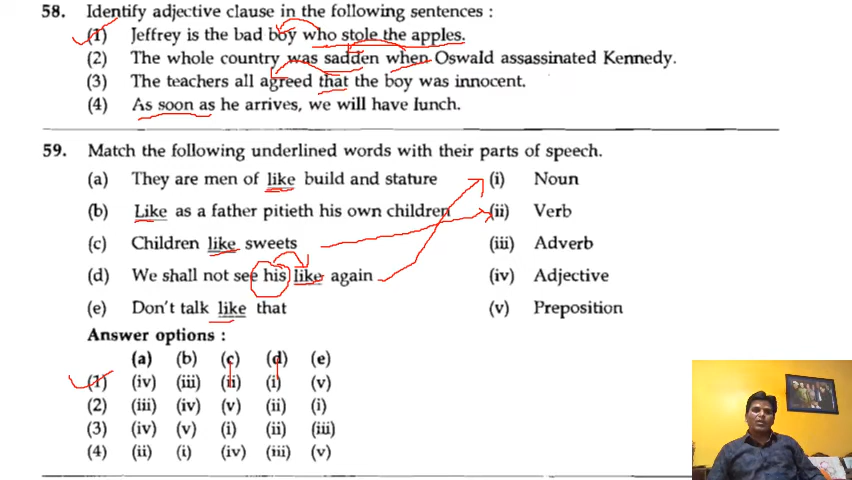 58. Identify adjective clause in the following sentences :
(1) Jeffrey is the bad boy who stole the apples.
(2) The whole country was sadden when Oswald assassinated Kennedy.
(3) The teachers all agreed that the boy was innocent.
(4) As soon as he arrives, we will have lunch.
59. Match the following underlined words with their parts of speech.
(a) They are men of like build and stature (i) Noun
(b) Like as a father pitieth his own children (ii) Verb
(c) Children like sweets (iii) Adverb
(d) We shall not see his like again (iv) Adjective
(e) Don't talk like that (v) Preposition
Answer options :
(a) (b) (c) (d) (e)
(1) (iv) (iii) (ii) (i) (v)
(2) (iii) (iv) (v) (ii) (i)
(3) (iv) (v) (i) (ii) (iii)
(4) (ii) (i) (iv) (iii) (v)